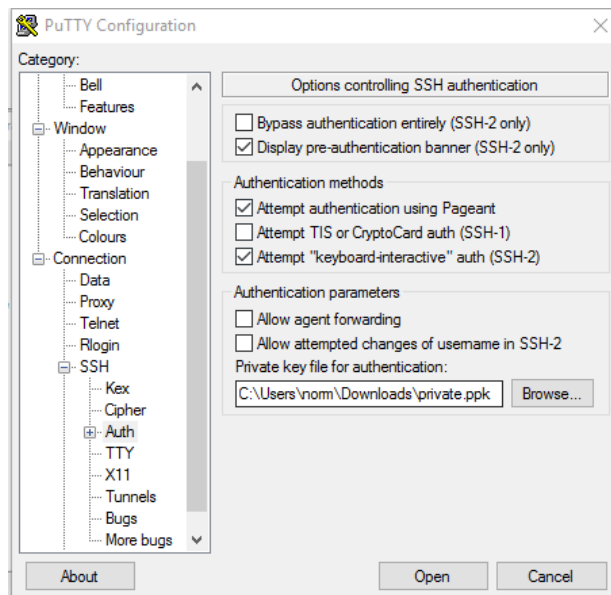 PuTTY Configuration
Category:
Bell
Features
Window
Appearance
Behaviour
Translation
Selection
Colours
Connection
Data
Proxy
Telnet
Rlogin
SSH
Kex
Cipher
Auth
TTY
X11
Tunnels
Bugs
More bugs
Options controlling SSH authentication
Bypass authentication entirely (SSH-2 only)
Display pre-authentication banner (SSH-2 only)
Authentication methods
Attempt authentication using Pageant
Attempt TIS or CryptoCard auth (SSH-1)
Attempt "keyboard-interactive" auth (SSH-2)
Authentication parameters
Allow agent forwarding
Allow attempted changes of username in SSH-2
Private key file for authentication:
C:\Users\norm\Downloads\private.ppk
Browse...
About
Open
Cancel